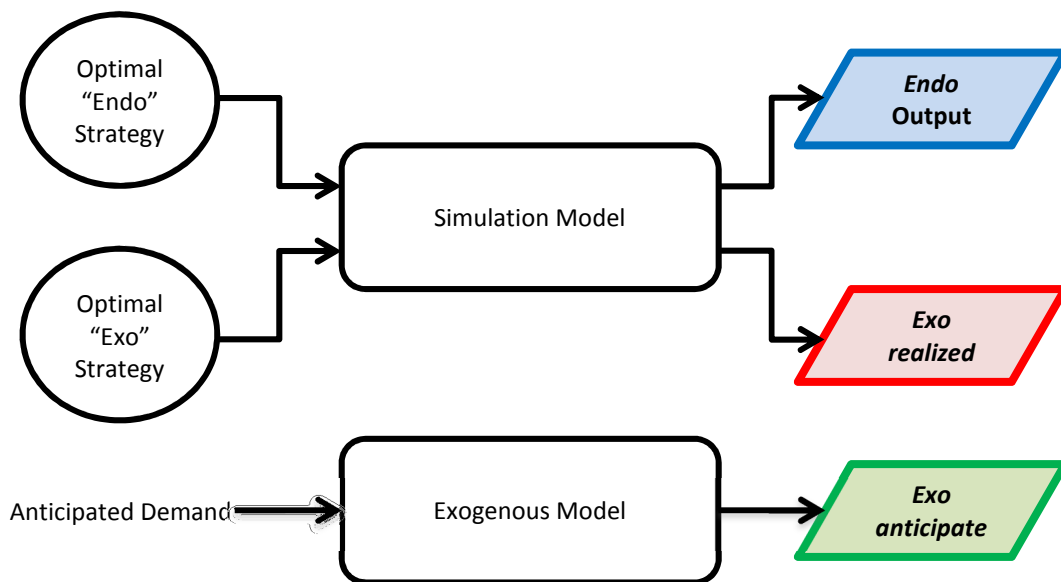 Optimal
“Endo”
Strategy
Endo
Output
Simulation Model
Optimal
“Exo”
Strategy
Exo
realized
Anticipated Demand
Exogenous Model
Exo
anticipate